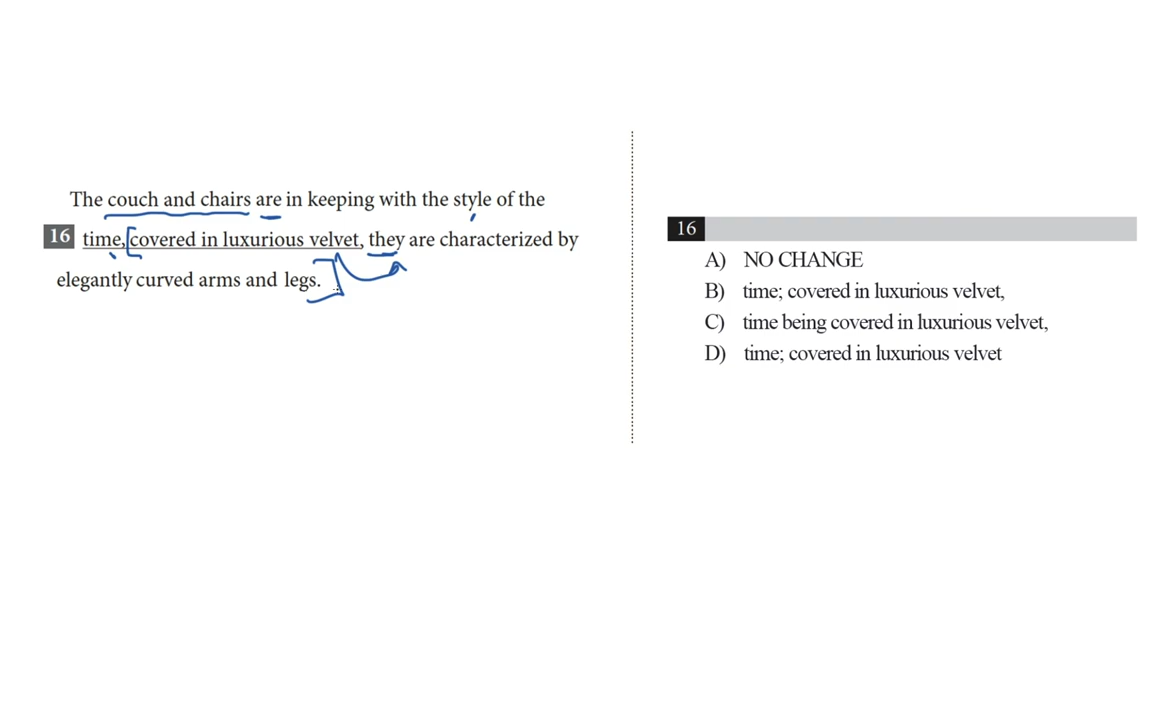 The couch and chairs are in keeping with the style of the
16 time, covered in luxurious velvet, they are characterized by
elegantly curved arms and legs.
16
A) NO CHANGE
B) time; covered in luxurious velvet,
C) time being covered in luxurious velvet,
D) time; covered in luxurious velvet